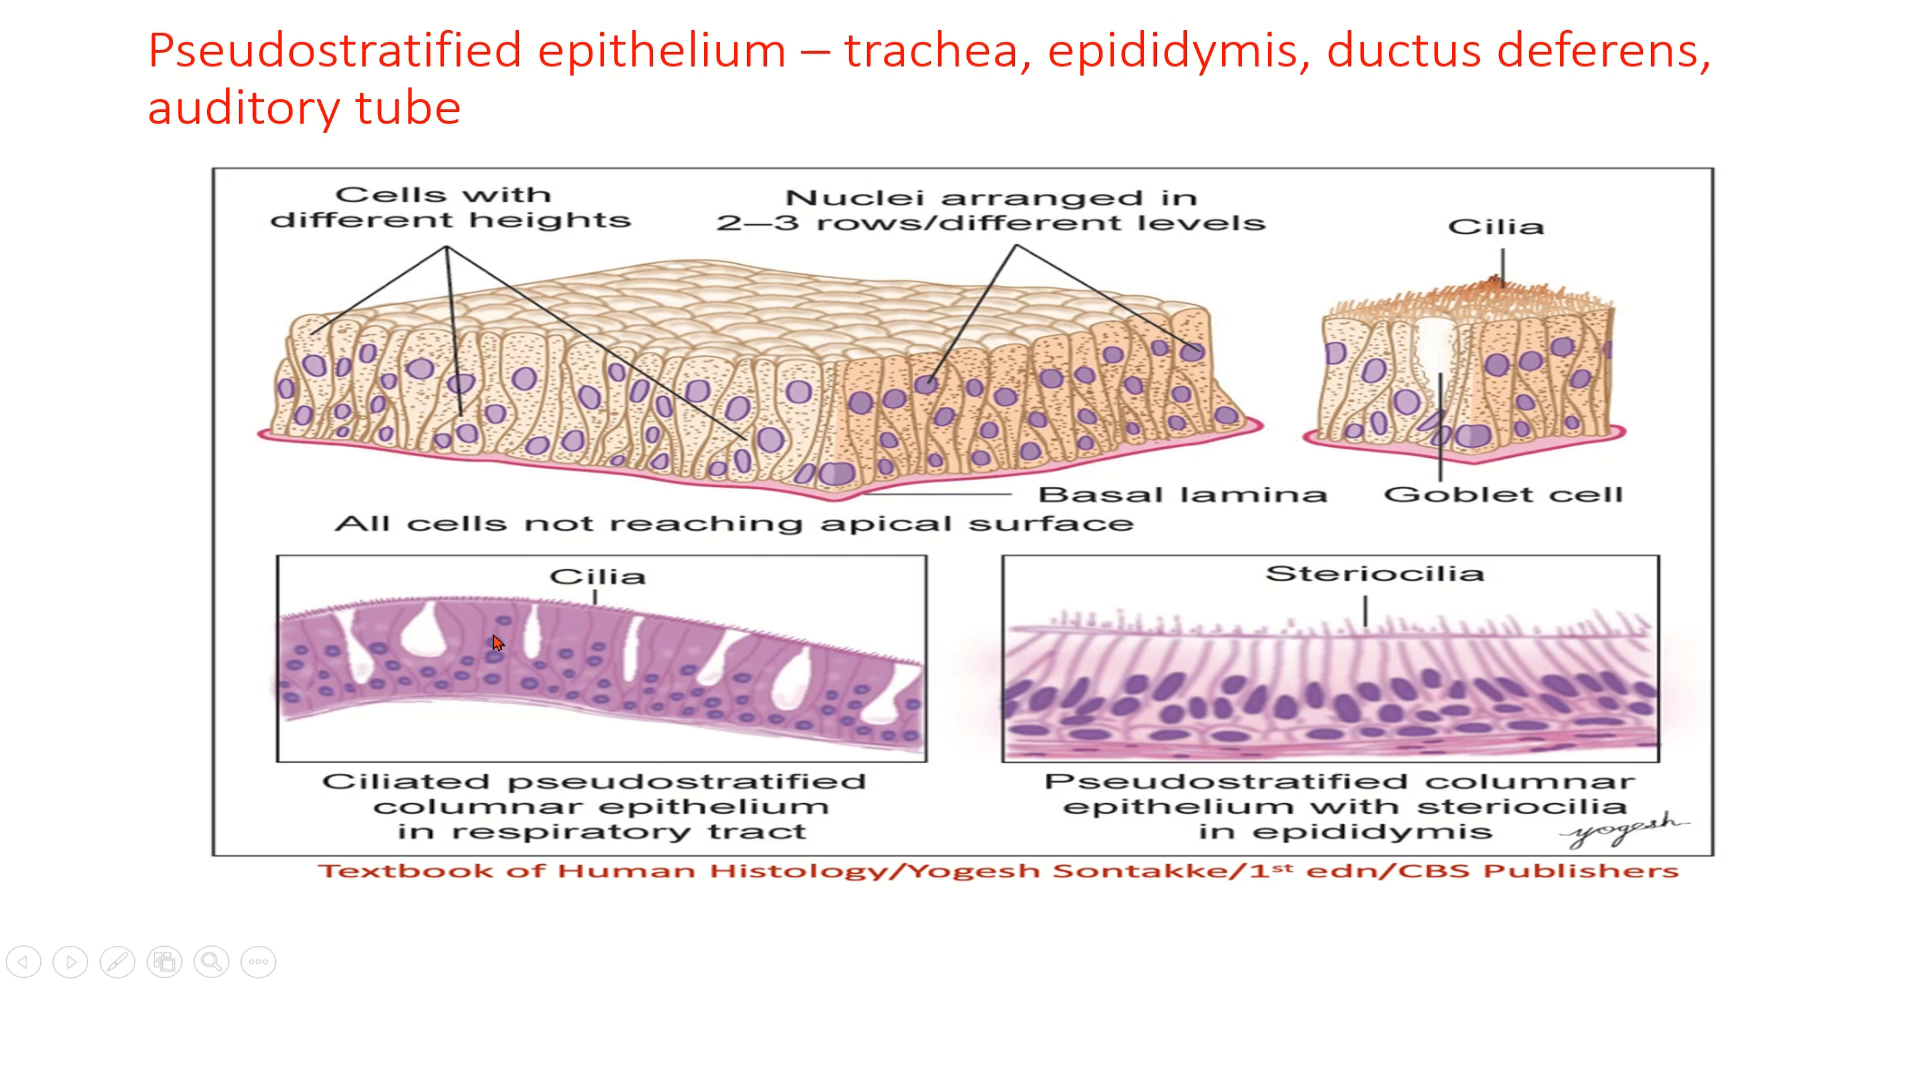 Pseudostratified epithelium – trachea, epididymis, ductus deferens,
auditory tube
Cells with
different heights
Nuclei arranged in
2–3 rows/different levels
Cilia
Basal lamina
Goblet cell
All cells not reaching apical surface
Cilia
Steriocilia
Ciliated pseudostratified
columnar epithelium
in respiratory tract
Pseudostratified columnar
epithelium with steriocilia
in epididymis
yogesh
Textbook of Human Histology/Yogesh Sontakke/1st edn/CBS Publishers